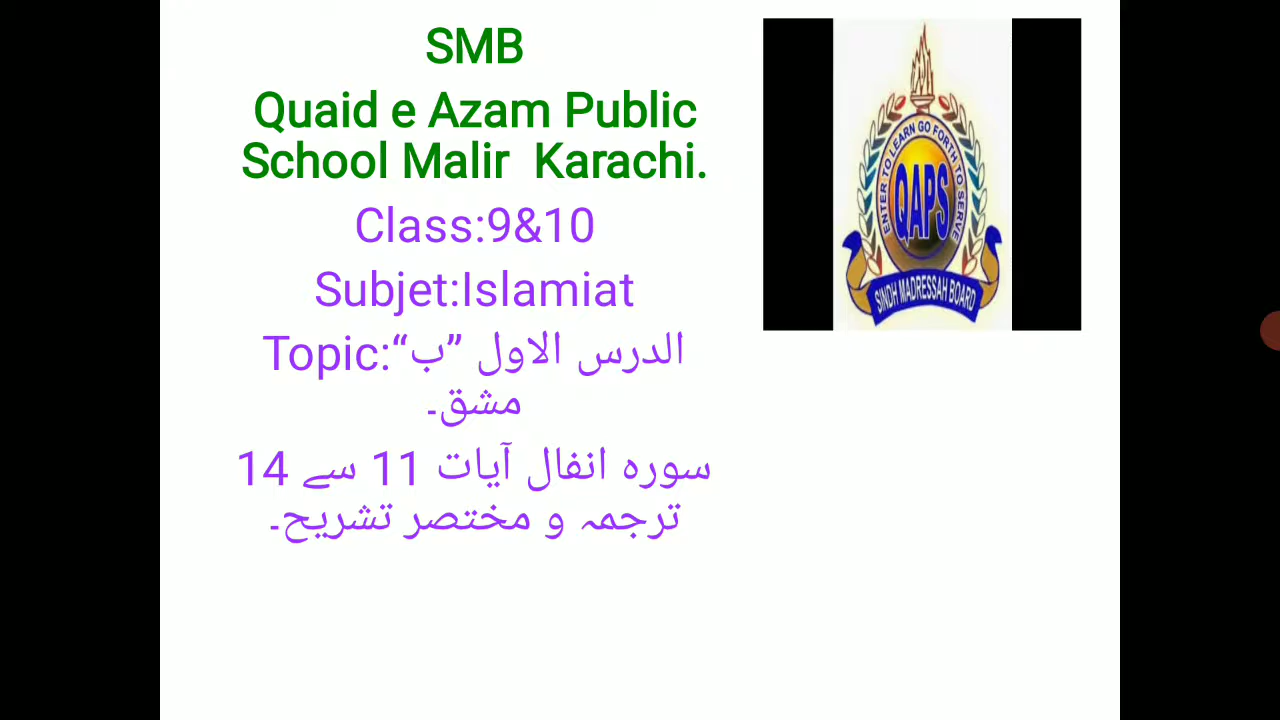 SMB
Quaid e Azam Public
School Malir Karachi.
Class:9&10
Subjet:Islamiat
Topic:الدرس الاول ”ب“
مشق۔
سورہ انفال آیات 11 سے 14
ترجمہ و مختصر تشریح۔
ENTER TO LEARN GO FORTH TO SERVE
QAPS
SINDH MADRESSAH BOARD